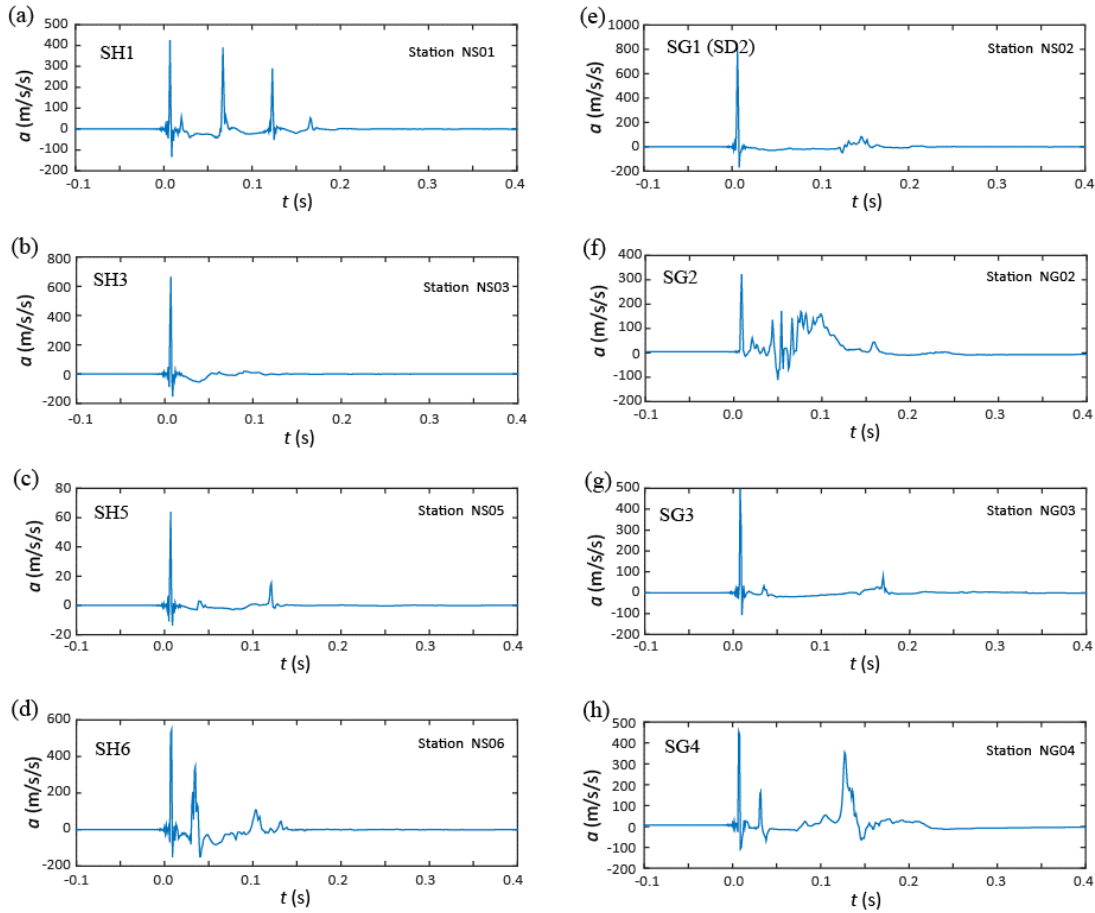 (a)
SH1
Station NS01
500
400
300
200
100
0
-100
-200
a (m/s/s)
-0.1 0.0 0.1 0.2 0.3 0.4
t (s)
(e)
SG1 (SD2)
Station NS02
1000
800
600
400
200
0
-200
a (m/s/s)
-0.1 0.0 0.1 0.2 0.3 0.4
t (s)
(b)
SH3
Station NS03
800
600
400
200
0
-200
a (m/s/s)
-0.1 0.0 0.1 0.2 0.3 0.4
t (s)
(f)
SG2
Station NG02
400
300
200
100
0
-100
-200
a (m/s/s)
-0.1 0.0 0.1 0.2 0.3 0.4
t (s)
(c)
SH5
Station NS05
80
60
40
20
0
-20
a (m/s/s)
-0.1 0.0 0.1 0.2 0.3 0.4
t (s)
(g)
SG3
Station NG03
500
400
300
200
100
0
-100
-200
a (m/s/s)
-0.1 0.0 0.1 0.2 0.3 0.4
t (s)
(d)
SH6
Station NS06
600
400
200
0
-200
a (m/s/s)
-0.1 0.0 0.1 0.2 0.3 0.4
t (s)
(h)
SG4
Station NG04
500
400
300
200
100
0
-100
-200
a (m/s/s)
-0.1 0.0 0.1 0.2 0.3 0.4
t (s)